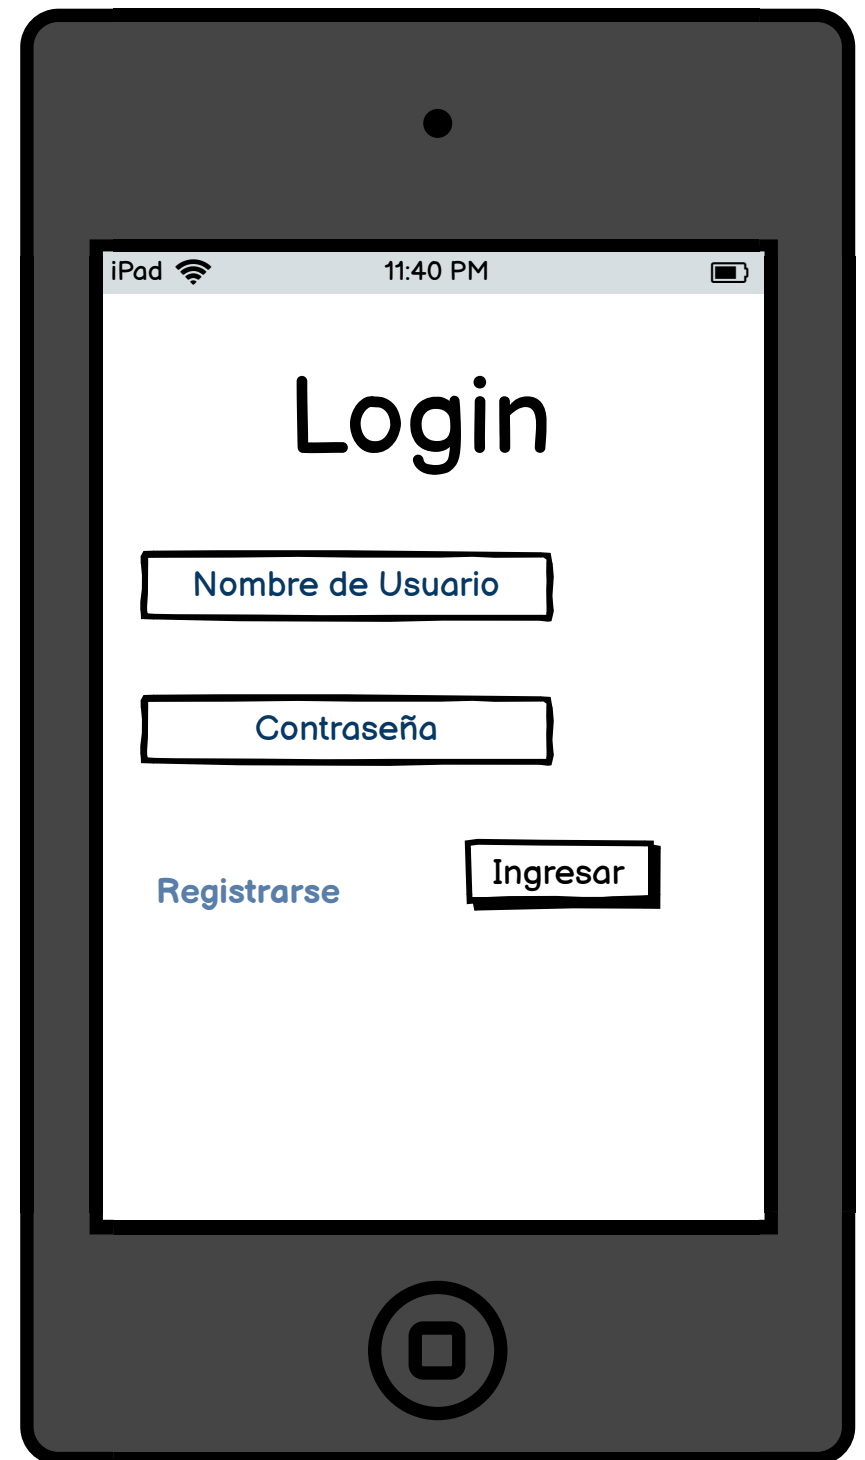 iPad 11:40 PM
Login
Nombre de Usuario
Contraseña
Registrarse
Ingresar